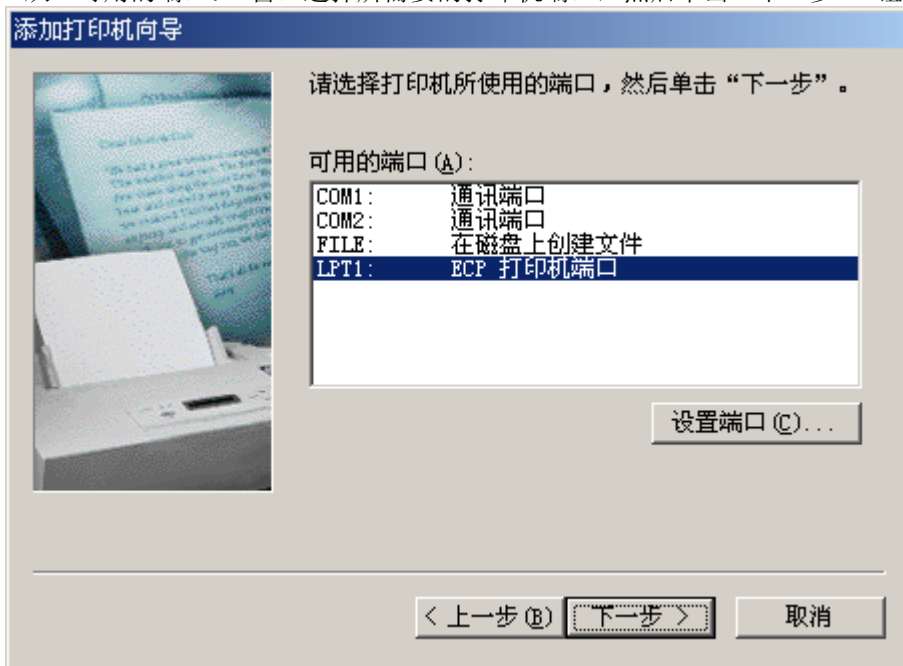 添加打印机向导
请选择打印机所使用的端口，然后单击“下一步”。
可用的端口(A):
COM1: 通讯端口
COM2: 通讯端口
FILE: 在磁盘上创建文件
LPT1: ECP 打印机端口
设置端口(C)...
< 上一步(B) 下一步 > 取消